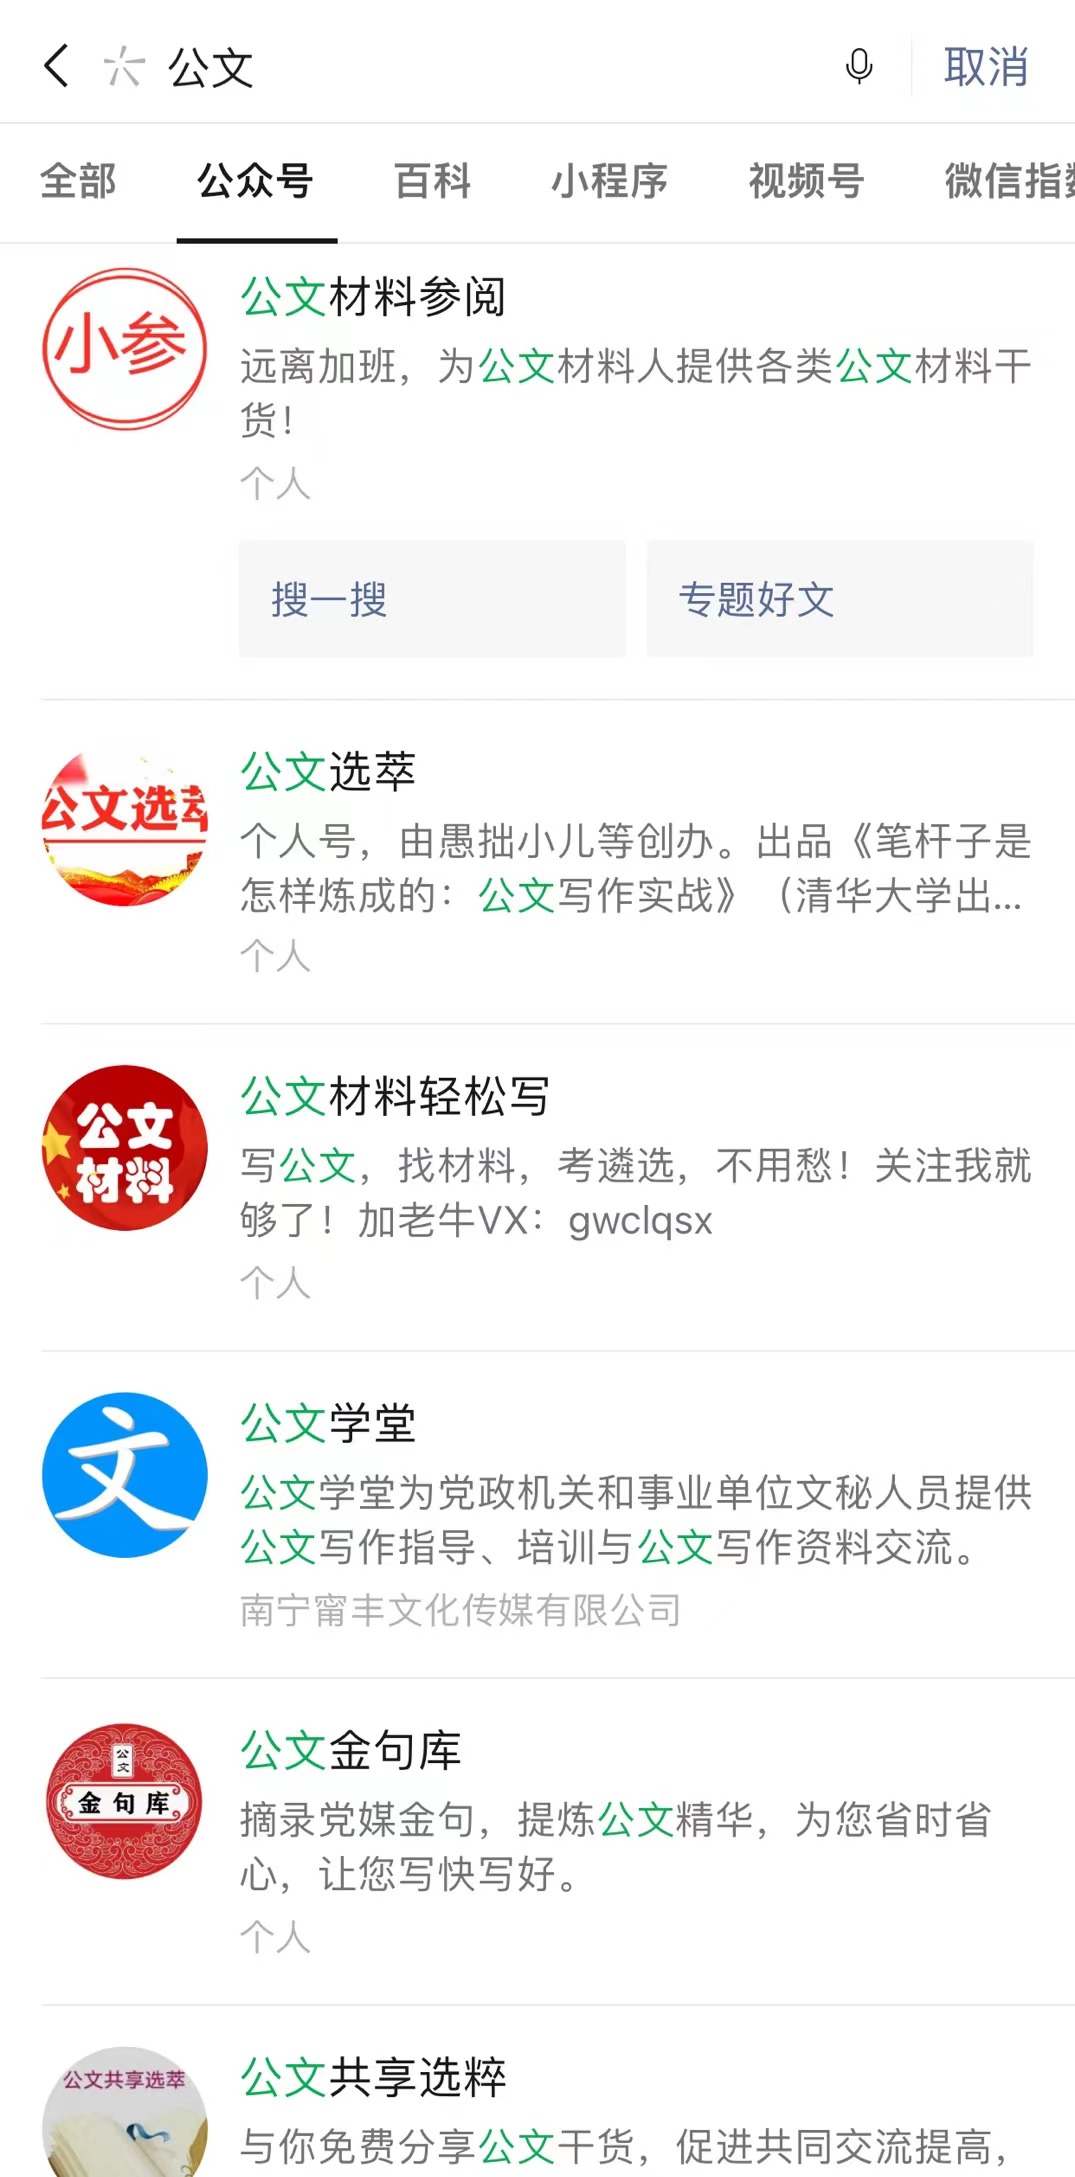 公文
取消
全部
公众号
百科
小程序
视频号
微信指数
小参
公文材料参阅
远离加班，为公文材料人提供各类公文材料干
货！
个人
搜一搜
专题好文
公文选萃
公文选萃
个人号，由愚拙小儿等创办。出品《笔杆子是
怎样炼成的：公文写作实战》（清华大学出...
个人
公文
材料
公文材料轻松写
写公文，找材料，考遴选，不用愁！关注我就
够了！加老牛VX：gwclqsx
个人
文
公文学堂
公文学堂为党政机关和事业单位文秘人员提供
公文写作指导、培训与公文写作资料交流。
南宁甯丰文化传媒有限公司
公文
金句库
公文金句库
摘录党媒金句，提炼公文精华，为您省时省
心，让您写快写好。
个人
公文共享选萃
公文共享选粹
与你免费分享公文干货，促进共同交流提高，